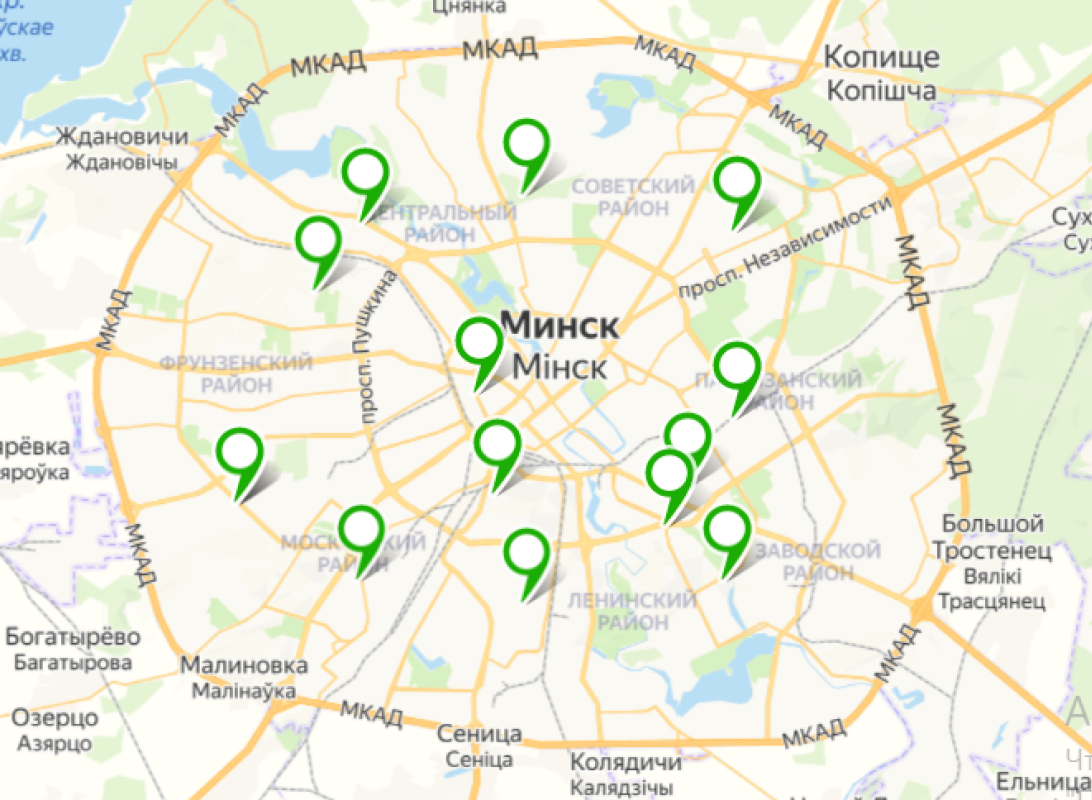 ўскае
хв.
Цнянка
МКАД
МКАД
МКАД
Копище
Копішча
МКАД
МКАД
Ждановичи
Ждановічы
СОВЕТСКИЙ
РАЙОН
ЦЕНТРАЛЬНЫЙ
РАЙОН
просп. Независимости
Сух
Су
МКАД
МКАД
просп. Пушкина
Минск
Мінск
ФРУНЗЕНСКИЙ
РАЙОН
ПАРТИЗАНСКИЙ
РАЙОН
МКАД
ярёвка
яроўка
МКАД
МОСКОВСКИЙ
РАЙОН
ЗАВОДСКОЙ
РАЙОН
Большой
Тростенец
Вялікі
Трасцянец
ЛЕНИНСКИЙ
РАЙОН
Богатырёво
Багатырова
Малиновка
Малінаўка
МКАД
Озерцо
Азярцо
МКАД
Сеница
Сеніца
МКАД
Колядичи
Калядзічы
Ельница